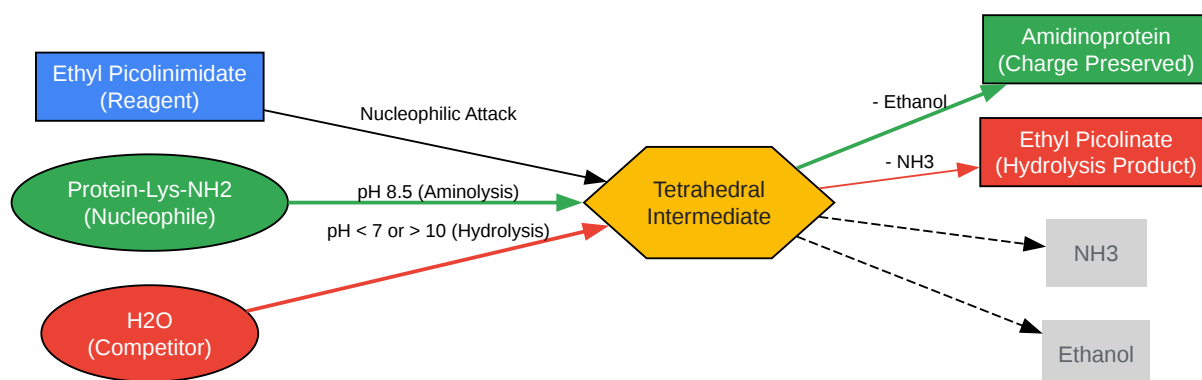 Ethyl Picolinimidate
(Reagent)
Nucleophilic Attack
Protein-Lys-NH2
(Nucleophile)
pH 8.5 (Aminolysis)
pH < 7 or > 10 (Hydrolysis)
H2O
(Competitor)
Tetrahedral
Intermediate
- Ethanol
Amidinoprotein
(Charge Preserved)
- NH3
Ethyl Picolinate
(Hydrolysis Product)
NH3
Ethanol